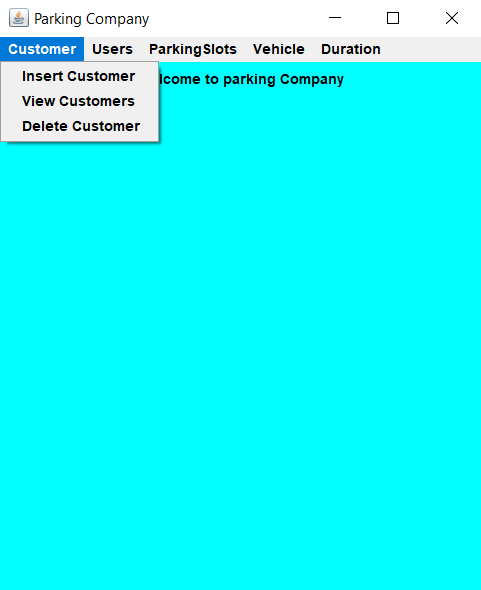 Parking Company
Customer Users ParkingSlots Vehicle Duration
Insert Customer
lcome to parking Company
View Customers
Delete Customer